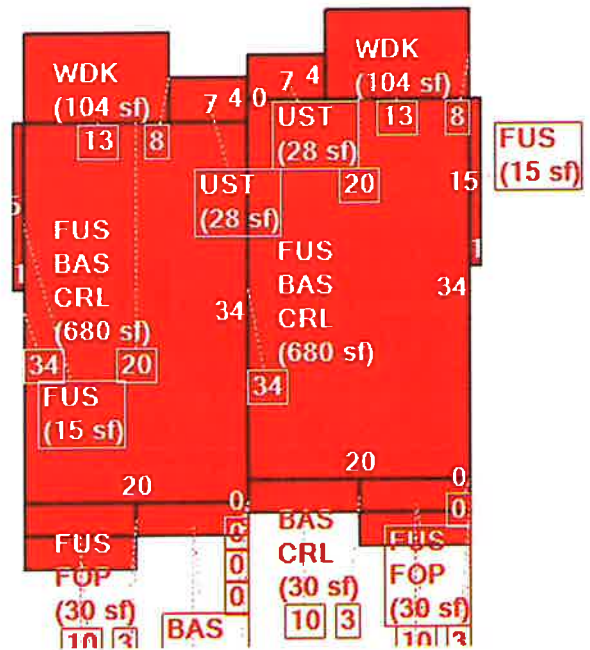 WDK
(104 sf)
13
8
7
4
0
7
4
WDK
(104 sf)
13
8
UST
(28 sf)
20
UST
(28 sf)
15
FUS
(15 sf)
1
FUS
BAS
CRL
(680 sf)
34
FUS
BAS
CRL
(680 sf)
34
34
20
34
FUS
(15 sf)
20
0
20
0
0
0
0
FUS
FOP
(30 sf)
10
3
BAS
BAS
CRL
(30 sf)
10
3
FUS
FOP
(30 sf)
10
3